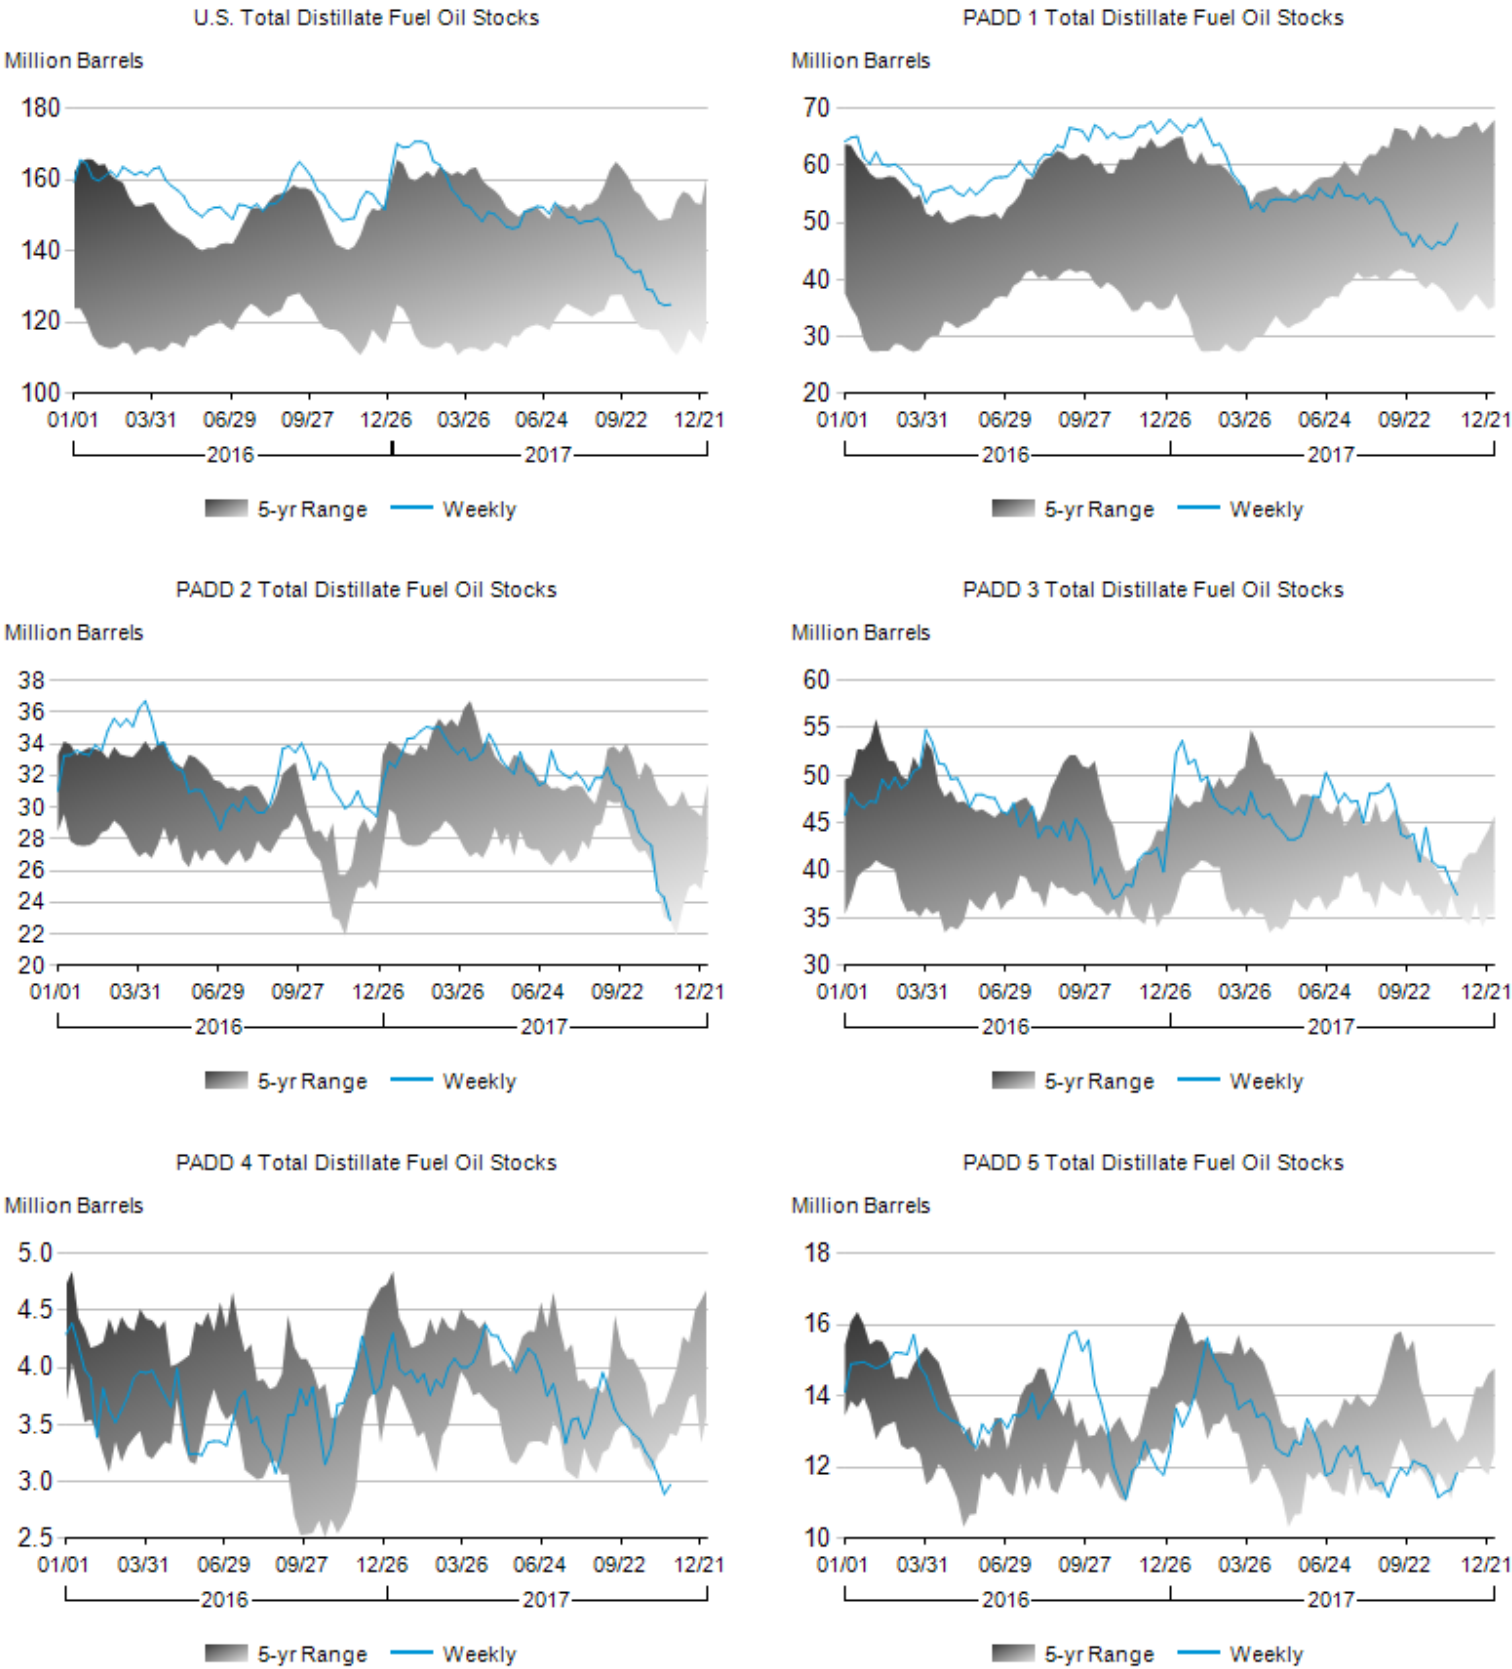 U.S. Total Distillate Fuel Oil Stocks
Million Barrels
180
160
140
120
100
01/01 03/31 06/29 09/27 12/26 03/26 06/24 09/22 12/21
2016 2017
5-yr Range Weekly
PADD 1 Total Distillate Fuel Oil Stocks
Million Barrels
70
60
50
40
30
20
01/01 03/31 06/29 09/27 12/26 03/26 06/24 09/22 12/21
2016 2017
5-yr Range Weekly
PADD 2 Total Distillate Fuel Oil Stocks
Million Barrels
38
36
34
32
30
28
26
24
22
20
01/01 03/31 06/29 09/27 12/26 03/26 06/24 09/22 12/21
2016 2017
5-yr Range Weekly
PADD 3 Total Distillate Fuel Oil Stocks
Million Barrels
60
55
50
45
40
35
30
01/01 03/31 06/29 09/27 12/26 03/26 06/24 09/22 12/21
2016 2017
5-yr Range Weekly
PADD 4 Total Distillate Fuel Oil Stocks
Million Barrels
5.0
4.5
4.0
3.5
3.0
2.5
01/01 03/31 06/29 09/27 12/26 03/26 06/24 09/22 12/21
2016 2017
5-yr Range Weekly
PADD 5 Total Distillate Fuel Oil Stocks
Million Barrels
18
16
14
12
10
01/01 03/31 06/29 09/27 12/26 03/26 06/24 09/22 12/21
2016 2017
5-yr Range Weekly